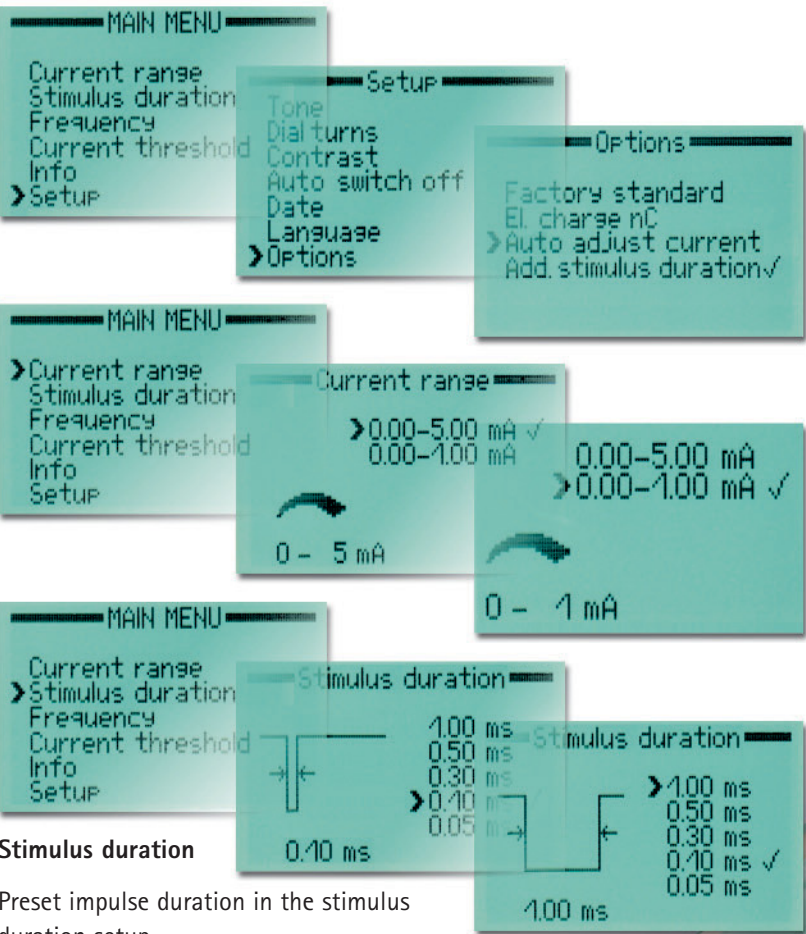 MAIN MENU
Current range
Stimulus duration
Frequency
Current threshold
Info
❯Setup
Setup
Tone
Dial turns
Contrast
Auto switch off
Date
Language
❯Options
Options
Factory standard
El. charge nC
❯Auto adjust current
Add. stimulus duration✓
MAIN MENU
❯Current range
Stimulus duration
Frequency
Current threshold
Info
Setup
Current range
❯0.00-5.00 mA ✓
0.00-1.00 mA
0 - 5 mA
0.00-5.00 mA
❯0.00-1.00 mA ✓
0 - 1 mA
MAIN MENU
Current range
❯Stimulus duration
Frequency
Current threshold
Info
Setup
Stimulus duration
1.00 ms
0.50 ms
0.30 ms
❯0.10 ms ✓
0.05 ms
0.10 ms
Stimulus duration
❯1.00 ms
0.50 ms
0.30 ms
0.10 ms ✓
0.05 ms
1.00 ms
Stimulus duration
Preset impulse duration in the stimulus
duration setup